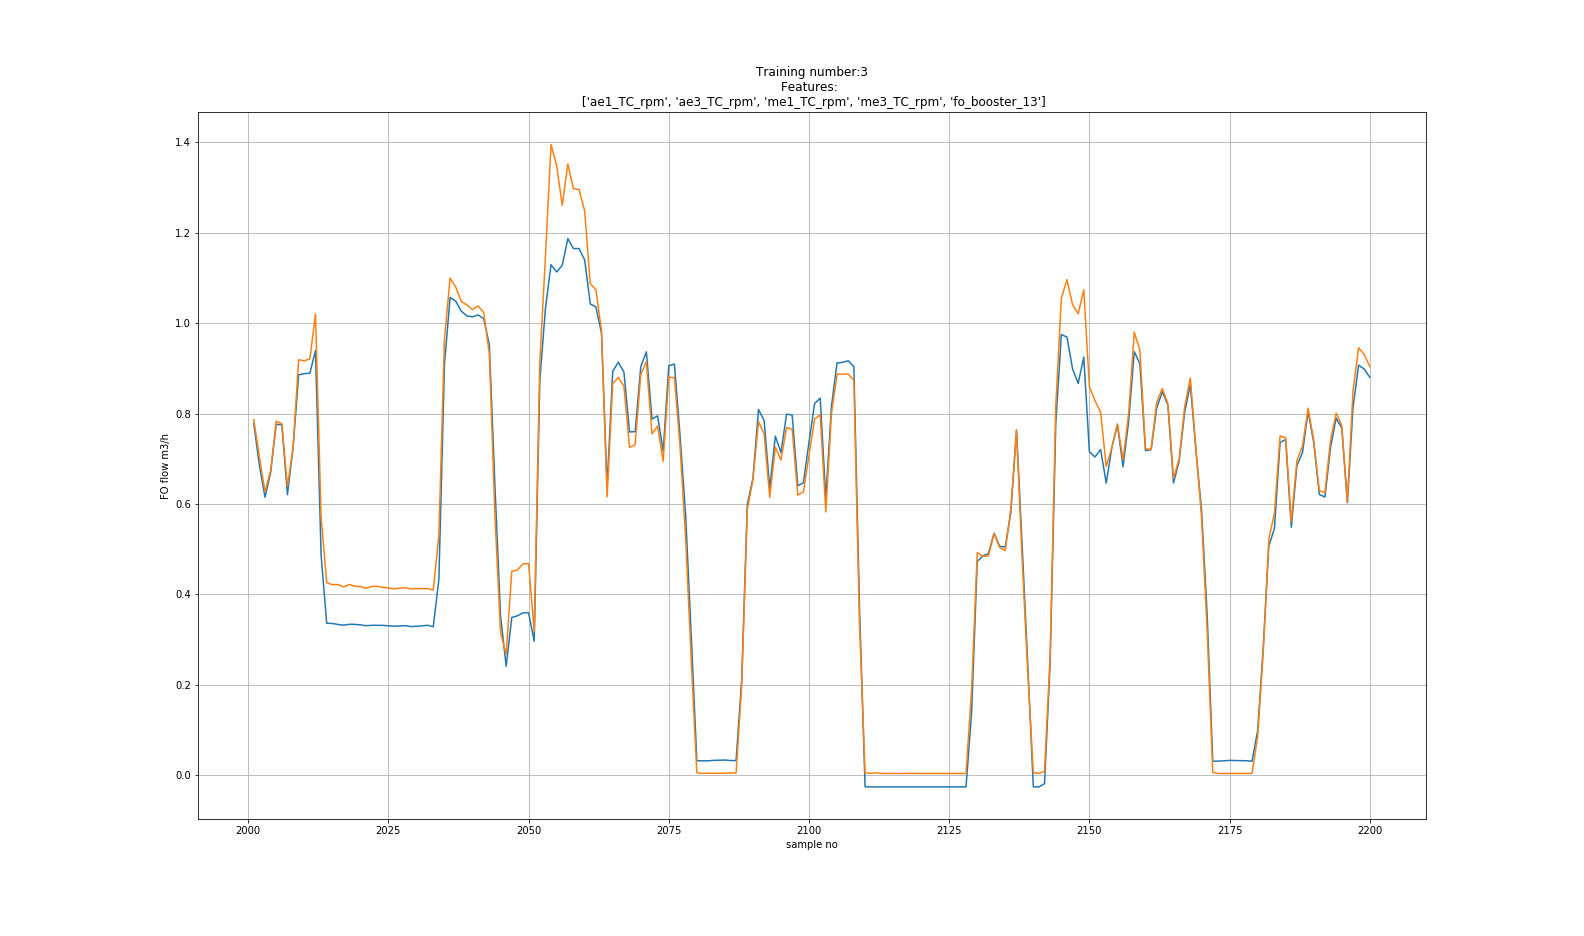 Training number:3
Features:
['ae1_TC_rpm', 'ae3_TC_rpm', 'me1_TC_rpm', 'me3_TC_rpm', 'fo_booster_13']
1.4
1.2
1.0
0.8
0.6
0.4
0.2
0.0
FO flow m3/h
2000 2025 2050 2075 2100 2125 2150 2175 2200
sample no